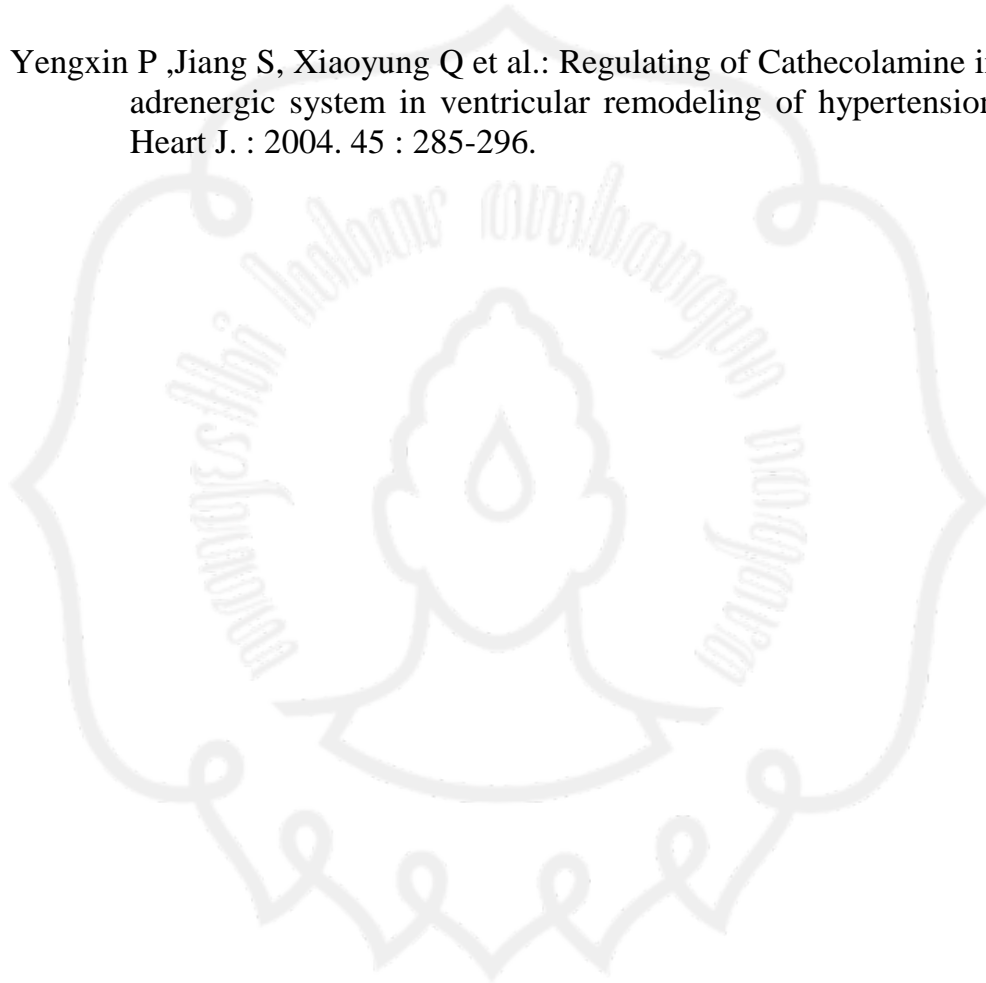 Yengxin P ,Jiang S, Xiaoyung Q et al.: Regulating of Cathecolamine i
adrenergic system in ventricular remodeling of hypertension
Heart J. : 2004. 45 : 285-296.